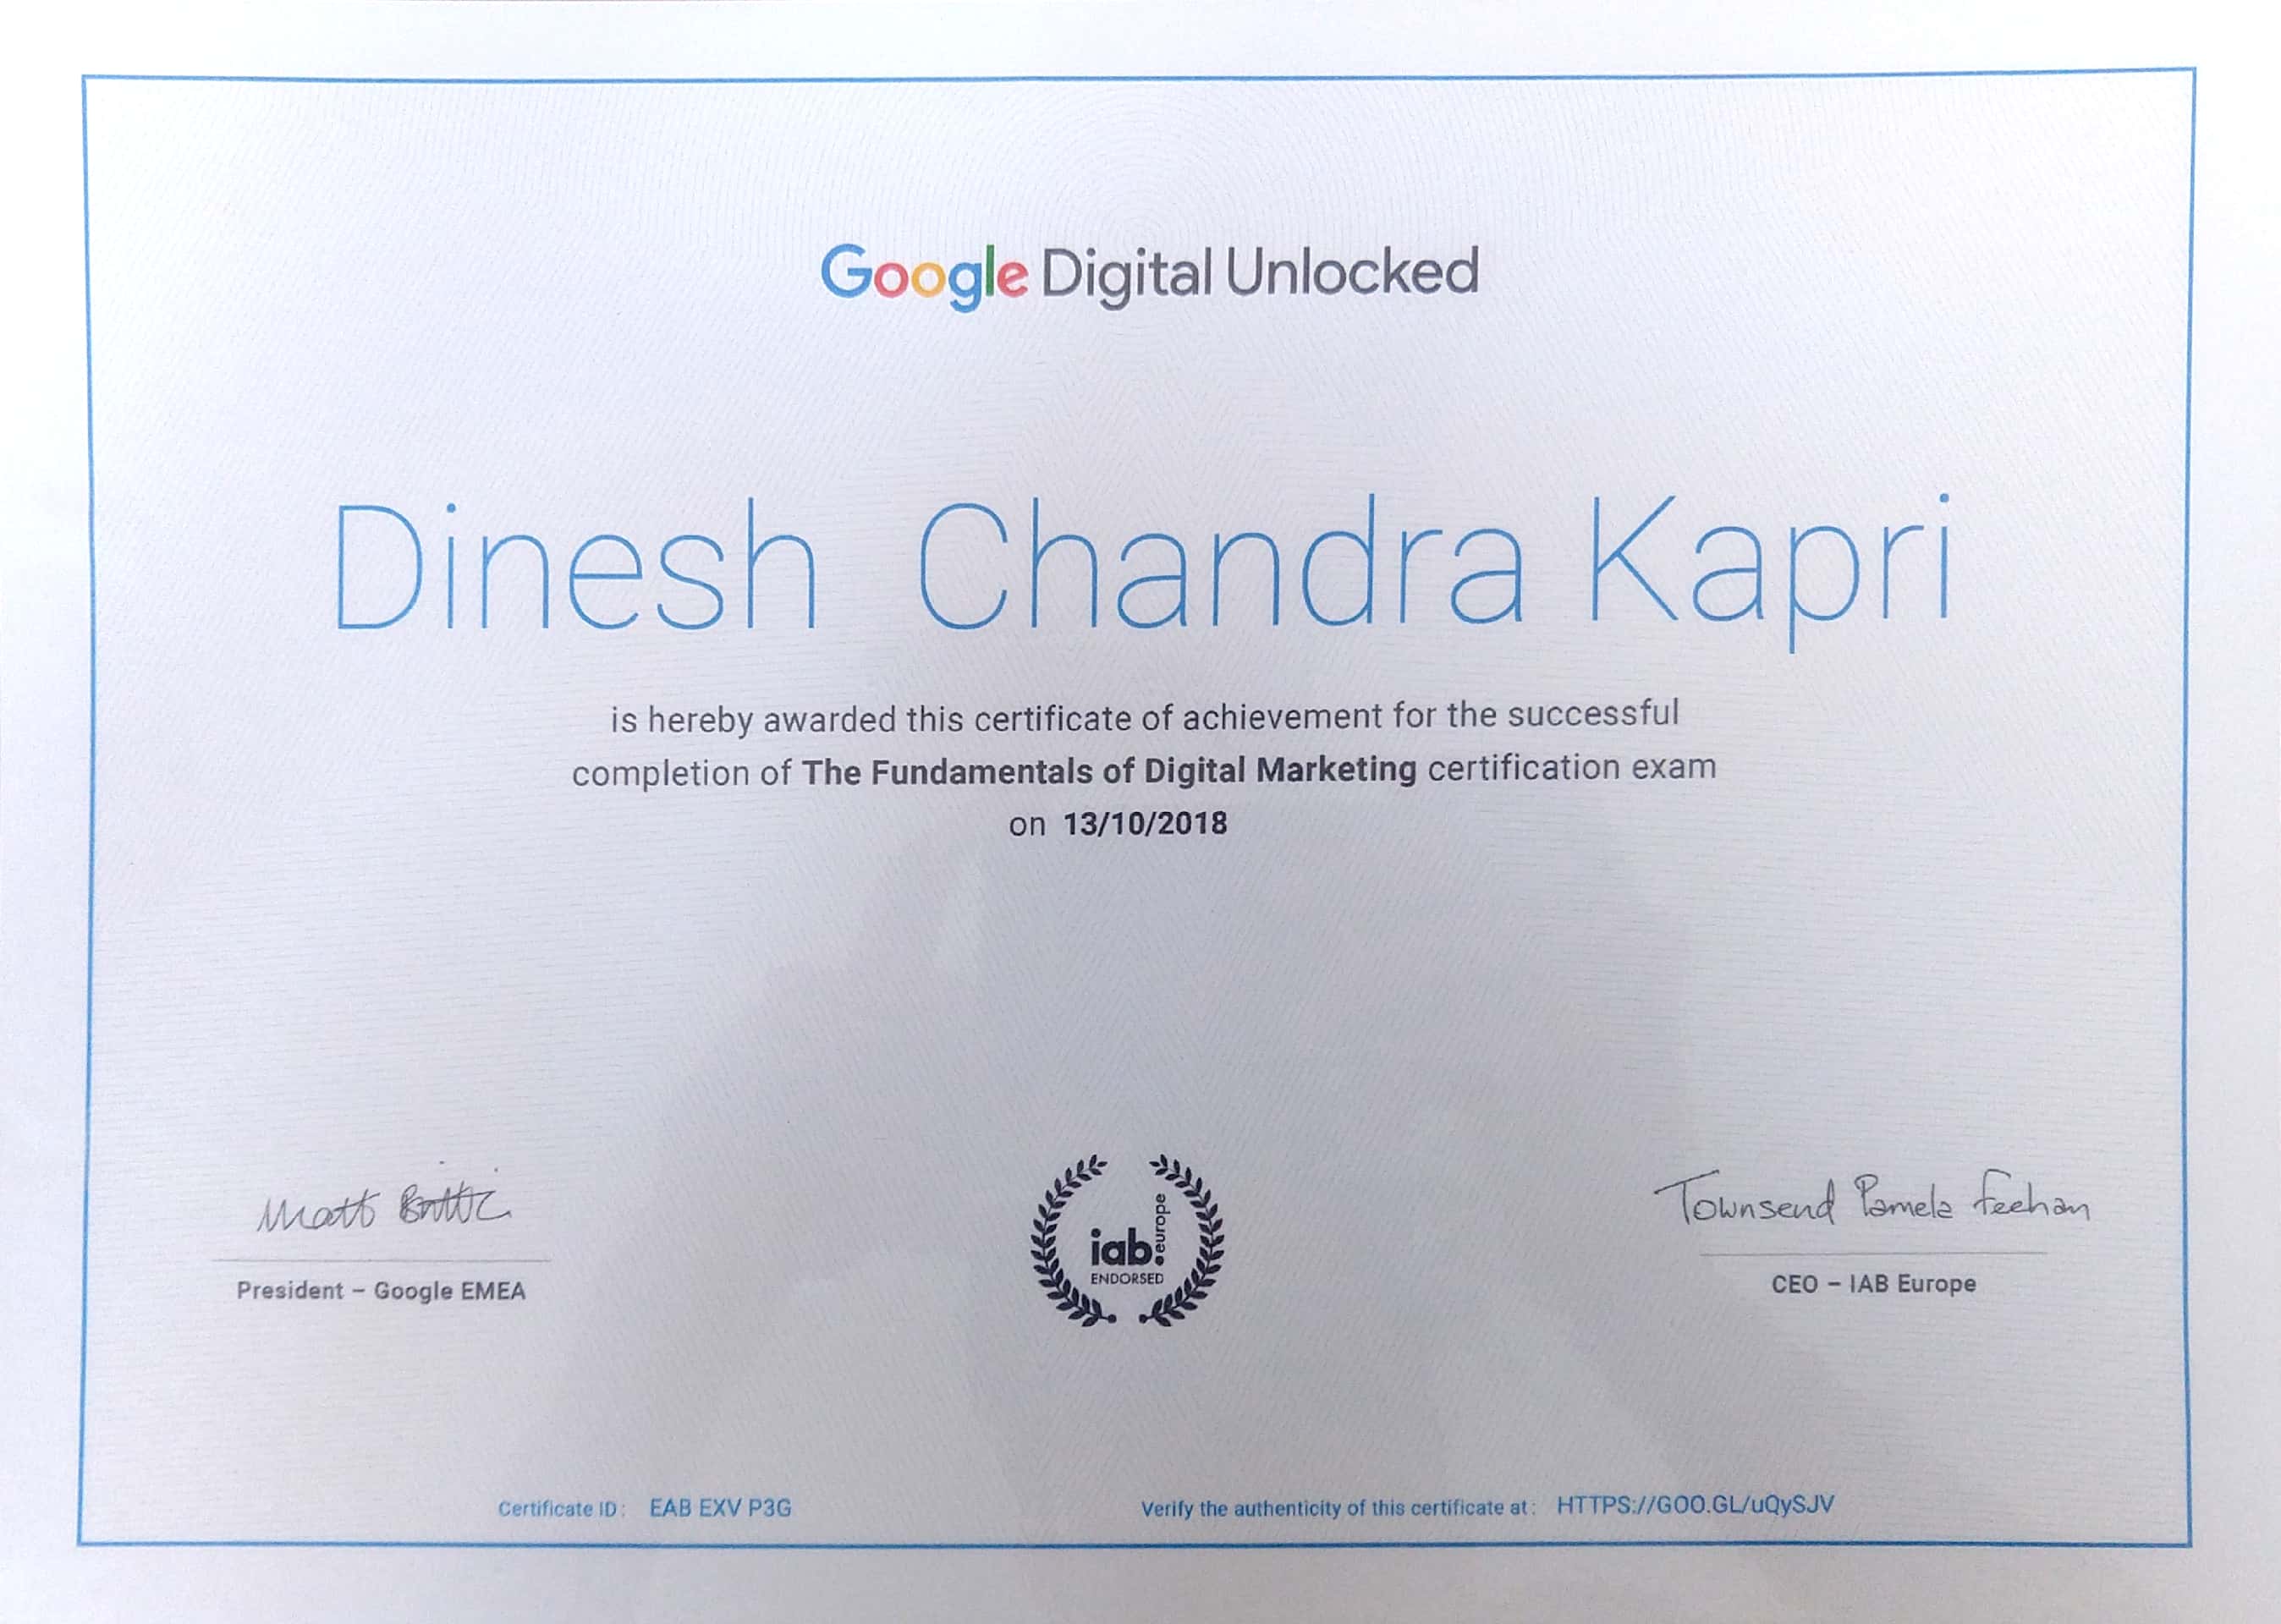 Google Digital Unlocked
Dinesh Chandra Kapri
is hereby awarded this certificate of achievement for the successful
completion of The Fundamentals of Digital Marketing certification exam
on 13/10/2018
Matt
President – Google EMEA
iab.europe
ENDORSED
Townsend Pamela Feehan
CEO – IAB Europe
Certificate ID : EAB EXV P3G
Verify the authenticity of this certificate at : HTTPS://GOO.GL/uQySJV